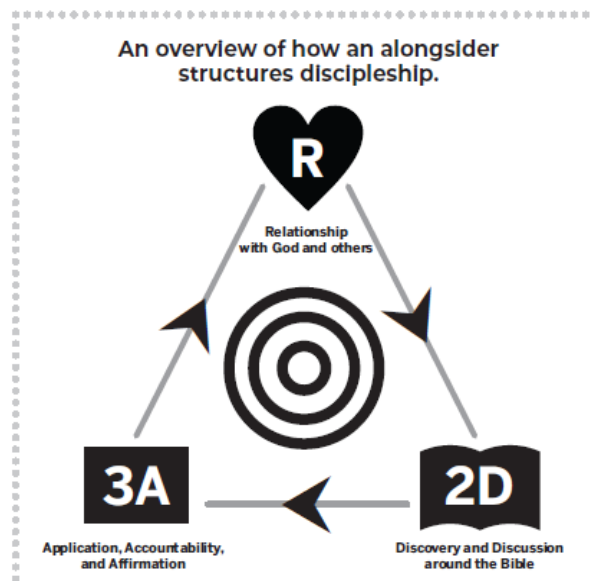 An overview of how an alongsider
structures discipleship.
R
Relationship
with God and others
3A
Application, Accountability,
and Affirmation
2D
Discovery and Discussion
around the Bible